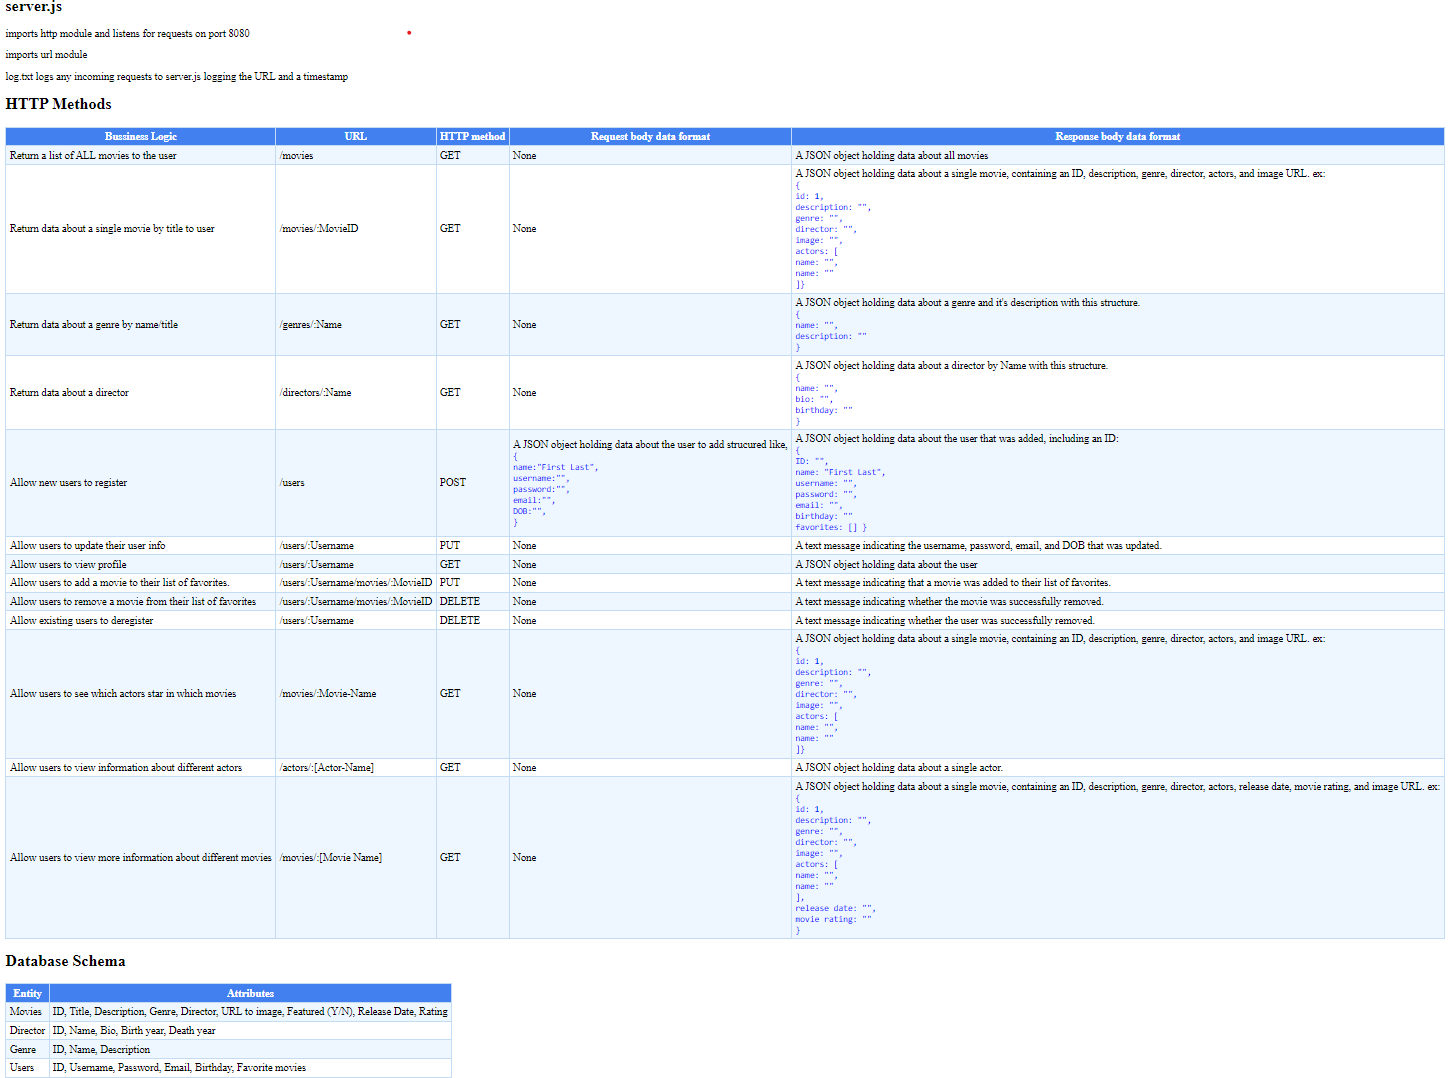 server.js
imports http module and listens for requests on port 8080
imports url module
log.txt logs any incoming requests to server.js logging the URL and a timestamp
HTTP Methods
Bussiness Logic URL HTTP method Request body data format Response body data format
Return a list of ALL movies to the user /movies GET None A JSON object holding data about all movies
Return data about a single movie by title to user /movies/:MovieID GET None A JSON object holding data about a single movie, containing an ID, description, genre, director, actors, and image URL. ex:
{
id: 1,
description: "",
genre: "",
director: "",
image: "",
actors: [
name: "",
name: ""
]}
Return data about a genre by name/title /genres/:Name GET None A JSON object holding data about a genre and it's description with this structure.
{
name: "",
description: ""
}
Return data about a director /directors/:Name GET None A JSON object holding data about a director by Name with this structure.
{
name: "",
bio: "",
birthday: ""
}
Allow new users to register /users POST A JSON object holding data about the user to add strucured like,
{
name:"First Last",
username:"",
password:"",
email:"",
DOB:"",
}
A JSON object holding data about the user that was added, including an ID:
{
ID: "",
name: "First Last",
username: "",
password: "",
email: "",
birthday: ""
favorites: [] }
Allow users to update their user info /users/:Username PUT None A text message indicating the username, password, email, and DOB that was updated.
Allow users to view profile /users/:Username GET None A JSON object holding data about the user
Allow users to add a movie to their list of favorites. /users/:Username/movies/:MovieID PUT None A text message indicating that a movie was added to their list of favorites.
Allow users to remove a movie from their list of favorites /users/:Username/movies/:MovieID DELETE None A text message indicating whether the movie was successfully removed.
Allow existing users to deregister /users/:Username DELETE None A text message indicating whether the user was successfully removed.
Allow users to see which actors star in which movies /movies/:Movie-Name GET None A JSON object holding data about a single movie, containing an ID, description, genre, director, actors, and image URL. ex:
{
id: 1,
description: "",
genre: "",
director: "",
image: "",
actors: [
name: "",
name: ""
]}
Allow users to view information about different actors /actors/:[Actor-Name] GET None A JSON object holding data about a single actor.
Allow users to view more information about different movies /movies/:[Movie Name] GET None A JSON object holding data about a single movie, containing an ID, description, genre, director, actors, release date, movie rating, and image URL. ex:
{
id: 1,
description: "",
genre: "",
director: "",
image: "",
actors: [
name: "",
name: ""
],
release date: "",
movie rating: ""
}
Database Schema
Entity Attributes
Movies ID, Title, Description, Genre, Director, URL to image, Featured (Y/N), Release Date, Rating
Director ID, Name, Bio, Birth year, Death year
Genre ID, Name, Description
Users ID, Username, Password, Email, Birthday, Favorite movies